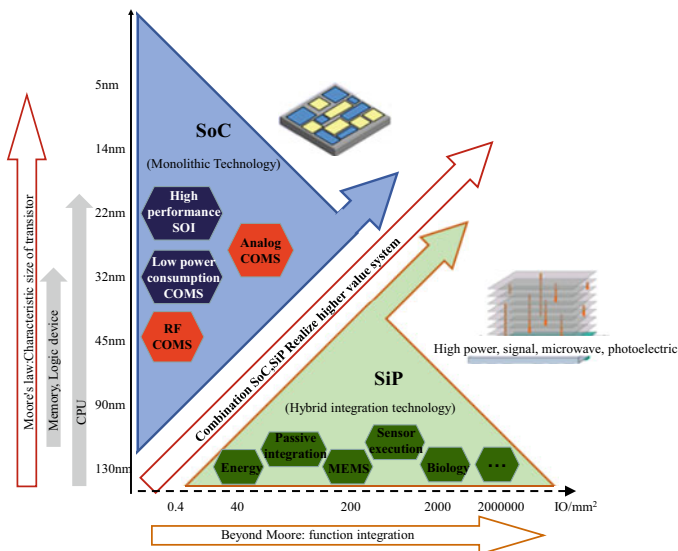 5nm
14nm
22nm
32nm
45nm
90nm
130nm
Moore's law:Characteristic size of transistor
Memory, Logic device
CPU
SoC
(Monolithic Technology)
High
performance
SOI
Analog
COMS
Low power
consumption
COMS
RF
COMS
Combination SoC,SiP Realize higher value system
High power, signal, microwave, photoelectric
SiP
(Hybrid integration technology)
Energy
Passive
integration
MEMS
Sensor
execution
Biology
...
0.4
40
200
2000
2000000
IO/mm²
Beyond Moore: function integration